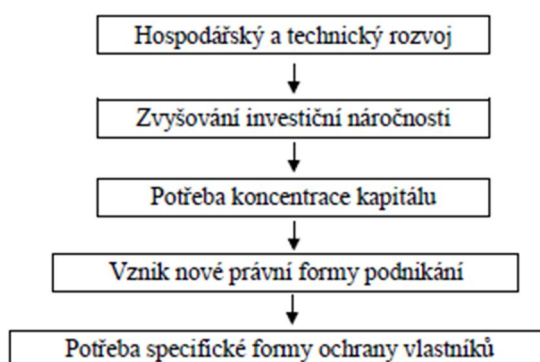 Hospodářský a technický rozvoj
Zvyšování investiční náročnosti
Potřeba koncentrace kapitálu
Vznik nové právní formy podnikání
Potřeba specifické formy ochrany vlastníků